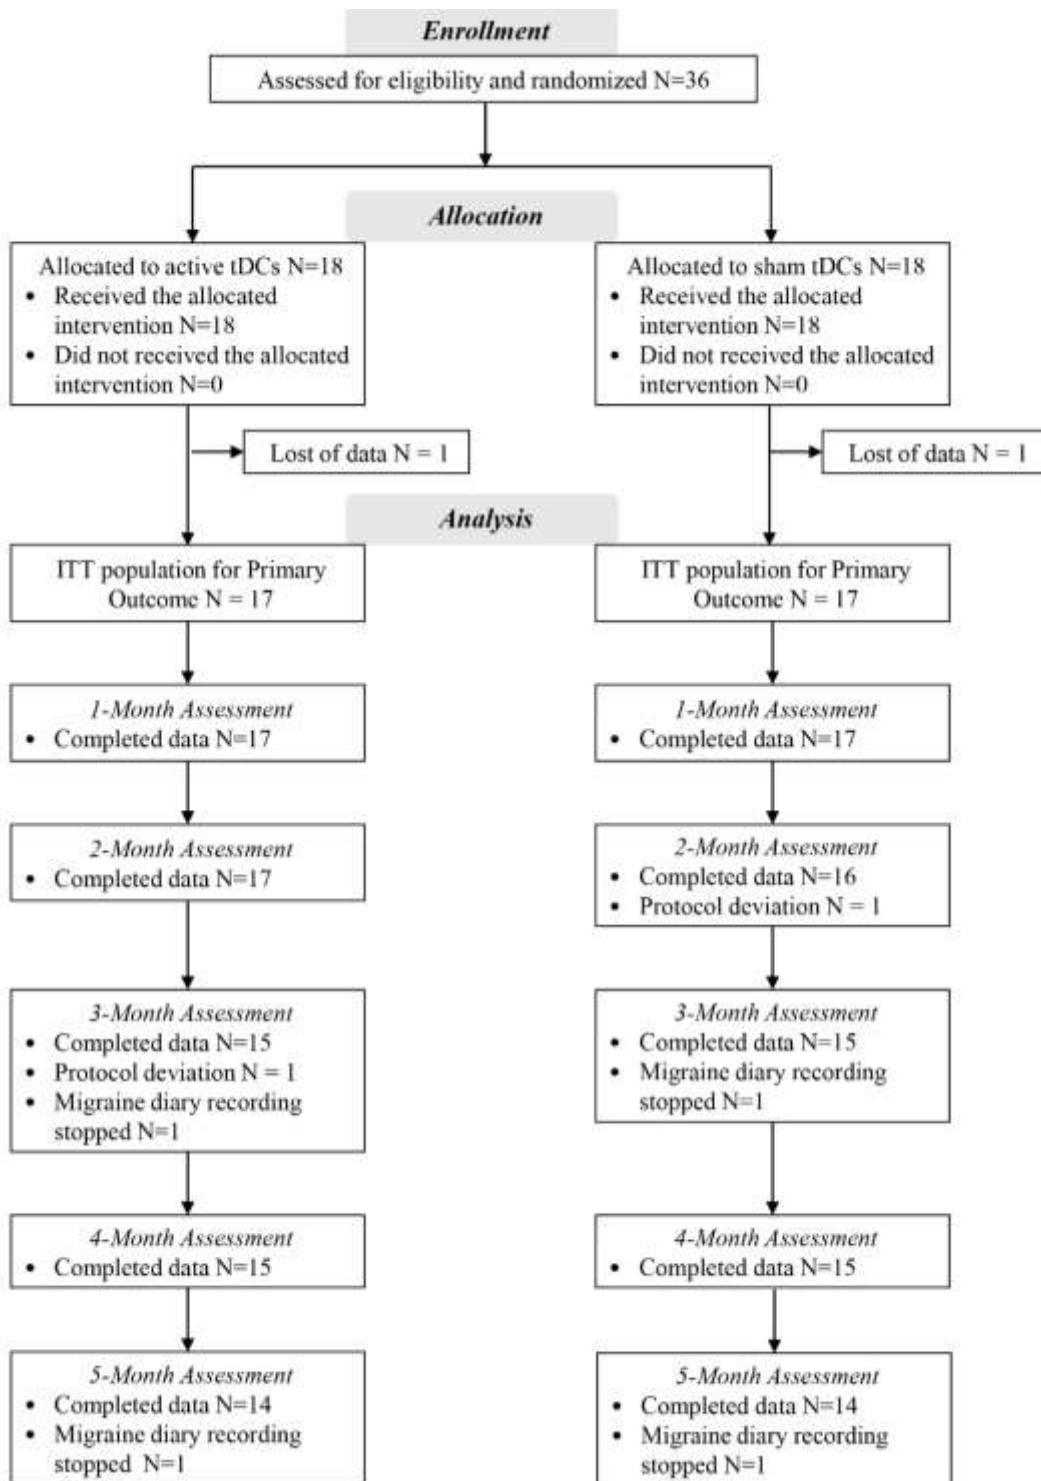 Enrollment
Assessed for eligibility and randomized N=36
Allocation
Allocated to active tDCs N=18
• Received the allocated
intervention N=18
• Did not received the allocated
intervention N=0
Allocated to sham tDCs N=18
• Received the allocated
intervention N=18
• Did not received the allocated
intervention N=0
Lost of data N = 1
Lost of data N = 1
Analysis
ITT population for Primary
Outcome N = 17
ITT population for Primary
Outcome N = 17
1-Month Assessment
• Completed data N=17
1-Month Assessment
• Completed data N=17
2-Month Assessment
• Completed data N=17
2-Month Assessment
• Completed data N=16
• Protocol deviation N = 1
3-Month Assessment
• Completed data N=15
• Protocol deviation N = 1
• Migraine diary recording
stopped N=1
3-Month Assessment
• Completed data N=15
• Migraine diary recording
stopped N=1
4-Month Assessment
• Completed data N=15
4-Month Assessment
• Completed data N=15
5-Month Assessment
• Completed data N=14
• Migraine diary recording
stopped N=1
5-Month Assessment
• Completed data N=14
• Migraine diary recording
stopped N=1